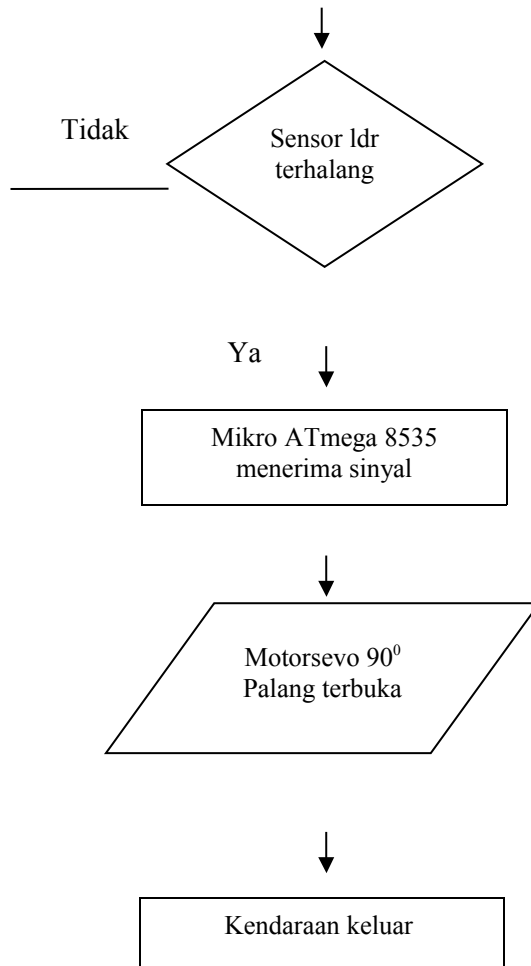 Tidak
Sensor ldr
terhalang
Ya
Mikro ATmega 8535
menerima sinyal
Motorsevo 90⁰
Palang terbuka
Kendaraan keluar